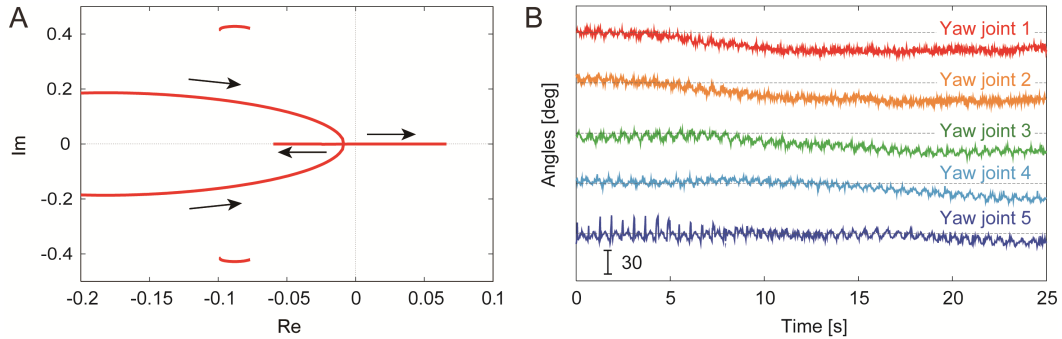 A
0.4
0.2
0
-0.2
-0.4
Im
-0.2
-0.15
-0.1
-0.05
0
0.05
0.1
Re
B
Angles [deg]
Yaw joint 1
Yaw joint 2
Yaw joint 3
Yaw joint 4
Yaw joint 5
30
0
5
10
15
20
25
Time [s]